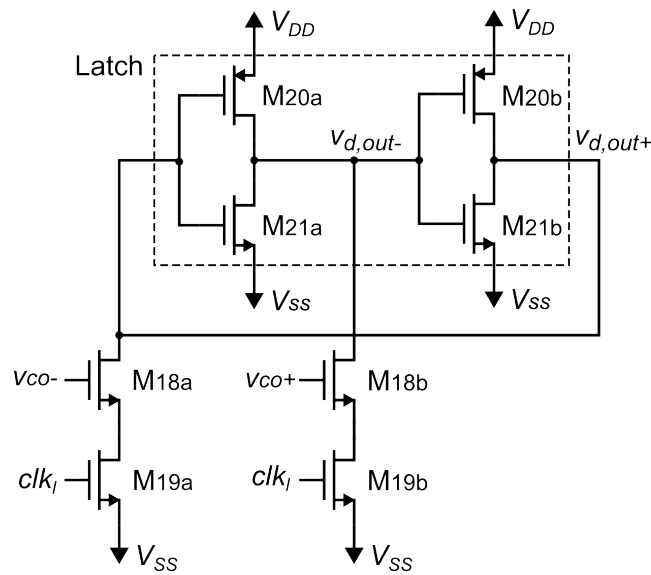 VDD
VDD
Latch
M20a
M20b
vd,out-
vd,out+
M21a
M21b
VSS
VSS
vco-
M18a
vco+
M18b
clkl
M19a
clkl
M19b
VSS
VSS